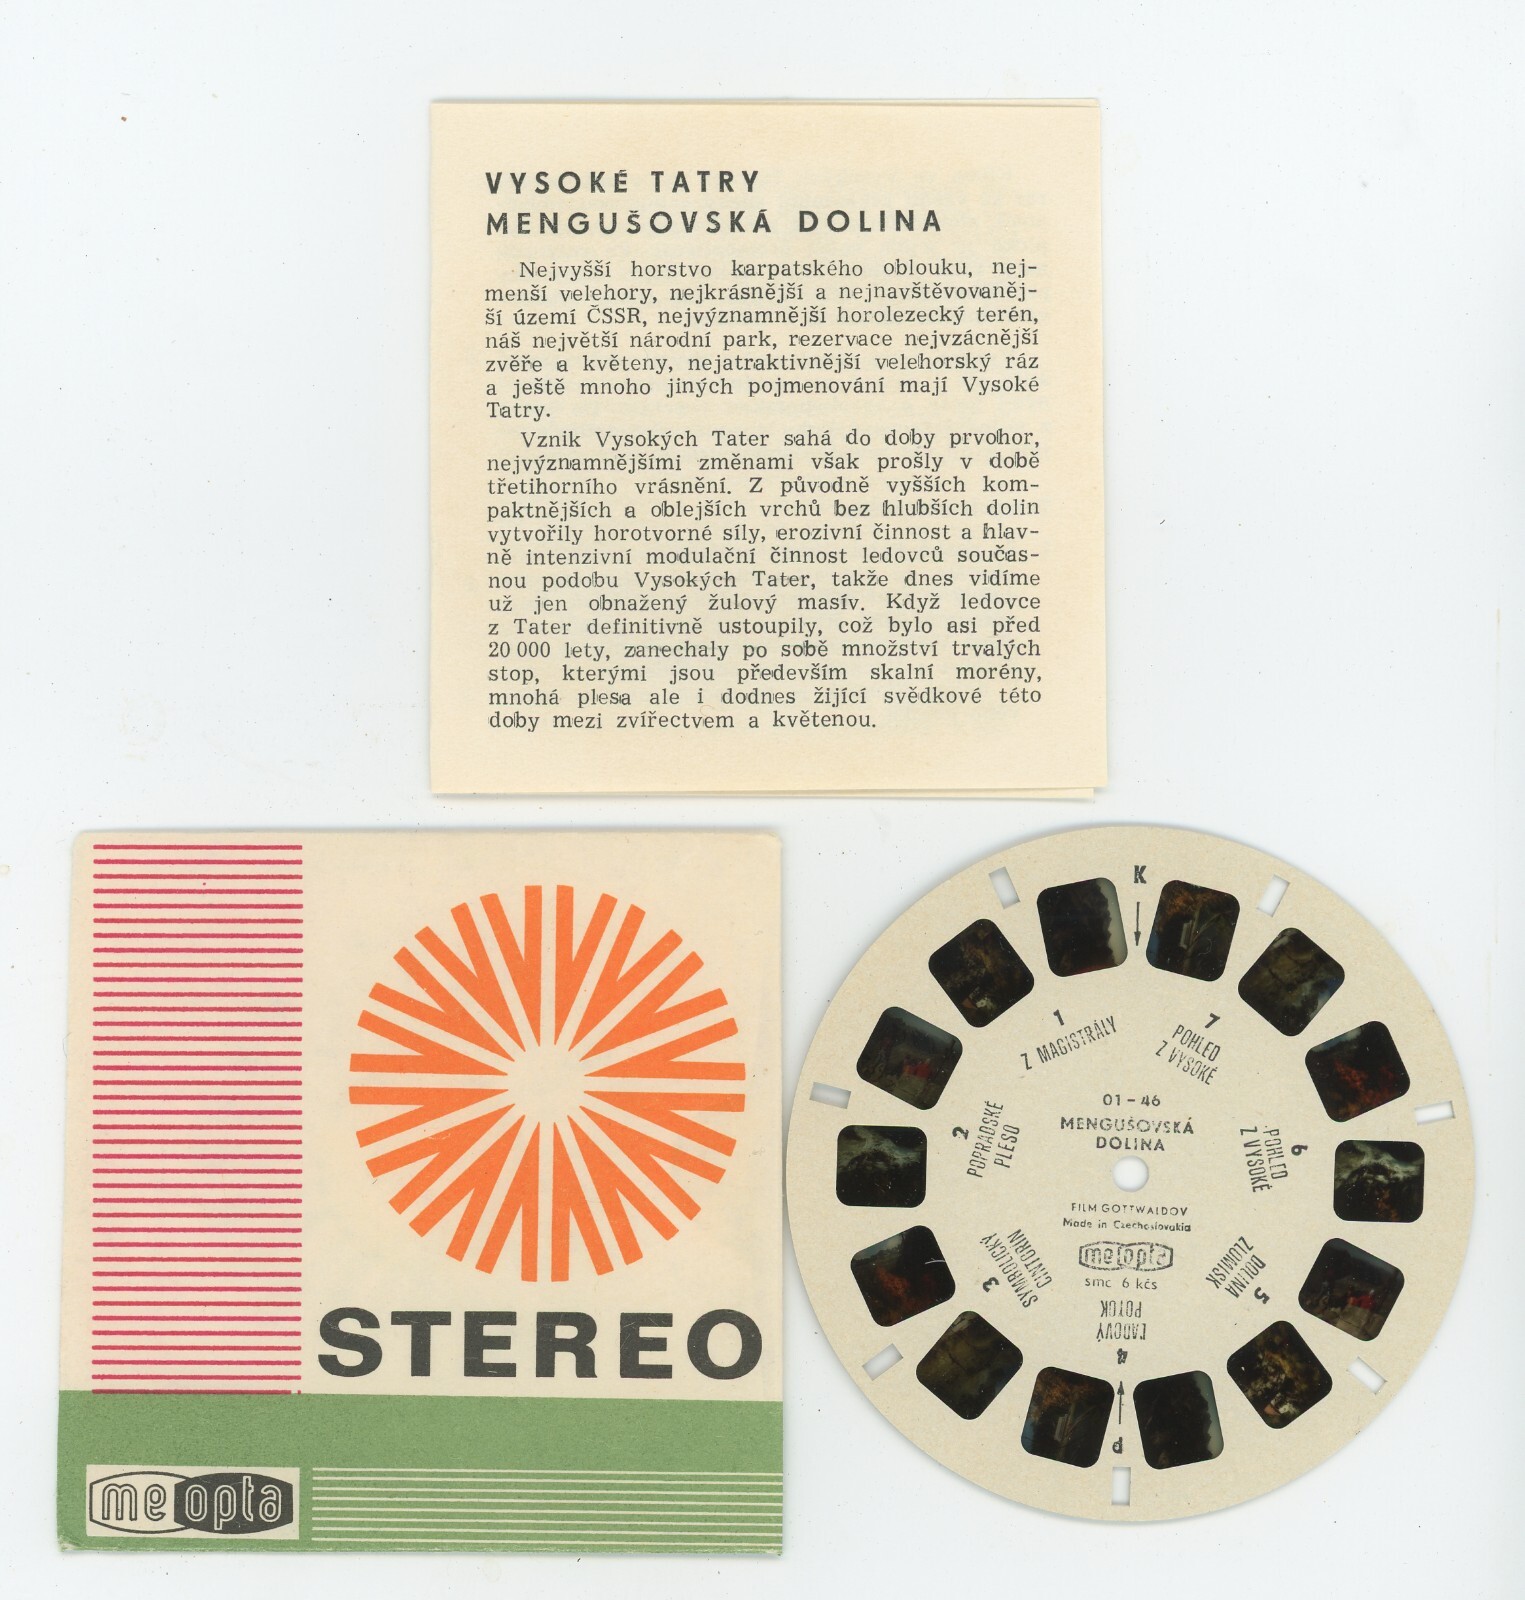 VYSOKÉ TATRY
MENGUŠOVSKÁ DOLINA
Nejvyšší horstvo karpatského oblouku, nej-
menší velehory, nejkrásnější a nejnavštěvovaněj-
ší území ČSSR, nejvýznamnější horolezecký terén,
náš největší národní park, rezervace nejvzácnější
zvěře a květeny, nejatraktivnější velehorský ráz
a ještě mnoho jiných pojmenování mají Vysoké
Tatry.
Vznik Vysokých Tater sahá do doby prvohor,
nejvýznamnějšími změnami však prošly v době
třetihorního vrásnění. Z původně vyšších kom-
paktnějších a oblejších vrchů bez hlubších dolin
vytvořily horotvorné síly, erozivní činnost a hlav-
ně intenzivní modulační činnost ledovců součas-
nou podobu Vysokých Tater, takže dnes vidíme
už jen obnažený žulový masív. Když ledovce
z Tater definitivně ustoupily, což bylo asi před
20 000 lety, zanechaly po sobě množství trvalých
stop, kterými jsou především skalní morény,
mnohá plesa ale i dodnes žijící svědkové této
doby mezi zvířectvem a květenou.
STEREO
meopta
K
1
Z MAGISTRÁLY
2
POPRADSKÉ
PLESO
3
SYMBOLICKÝ
CINTORÍN
4
ĽADOVÝ
POTOK
5
DOLINA
ZLOMISK
6
POHLED
Z VYSOKÉ
7
POHLED
Z VYSOKÉ
01-46
MENGUŠOVSKÁ
DOLINA
FILM GOTTWALDOV
Made in Czechoslovakia
meopta
smc 6 kčs
P